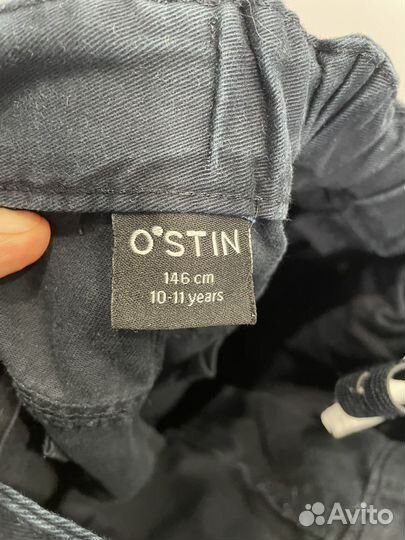 O*STIN
146 cm
10-11 years
Avito